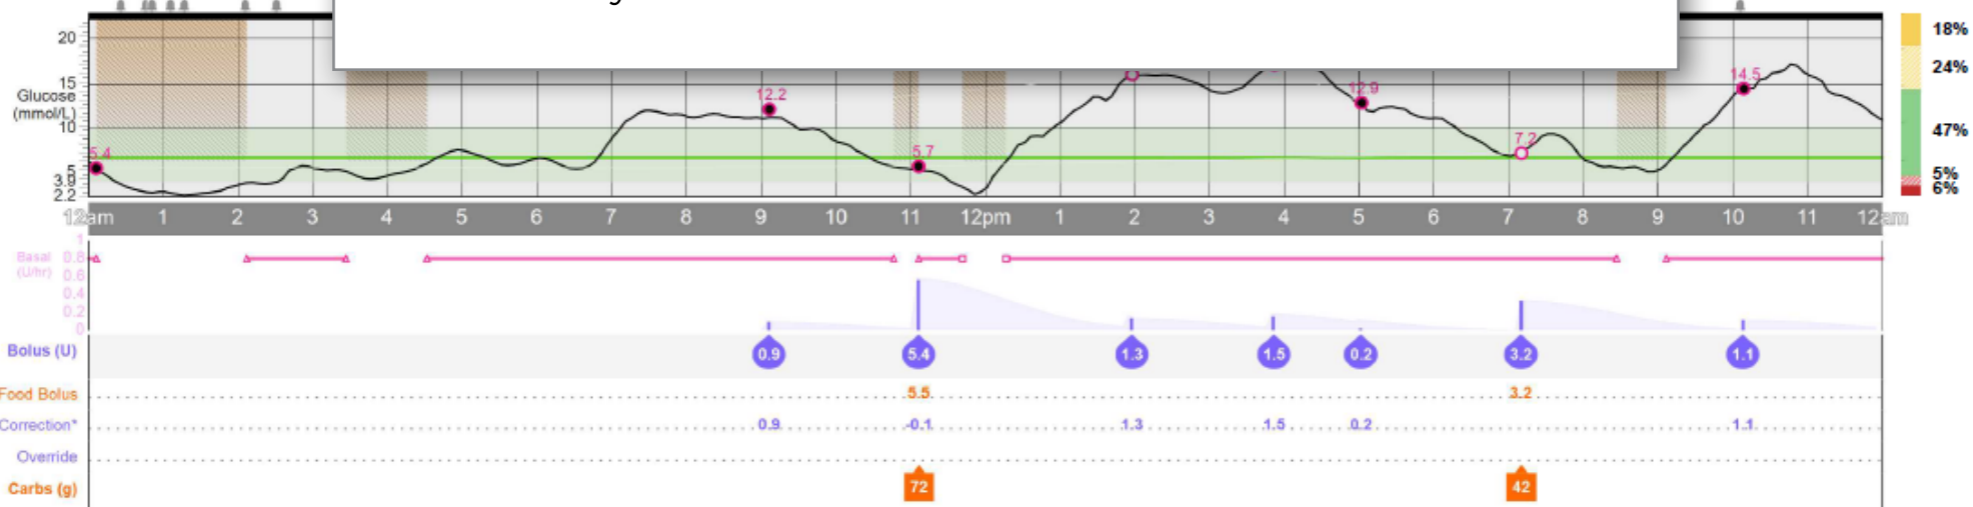 20
15
Glucose
(mmol/L)
10
5
3.9
2.2
5.4
12.2
5.7
12.9
7.2
14.5
18%
24%
47%
5%
6%
12am 1 2 3 4 5 6 7 8 9 10 11 12pm 1 2 3 4 5 6 7 8 9 10 11 12am
1
Basal 0.8
(U/hr) 0.6
0.4
0.2
0
Bolus (U) 0.9 5.4 1.3 1.5 0.2 3.2 1.1
Food Bolus 5.5 3.2
Correction* 0.9 -0.1 1.3 1.5 0.2 1.1
Override
Carbs (g) 72 42